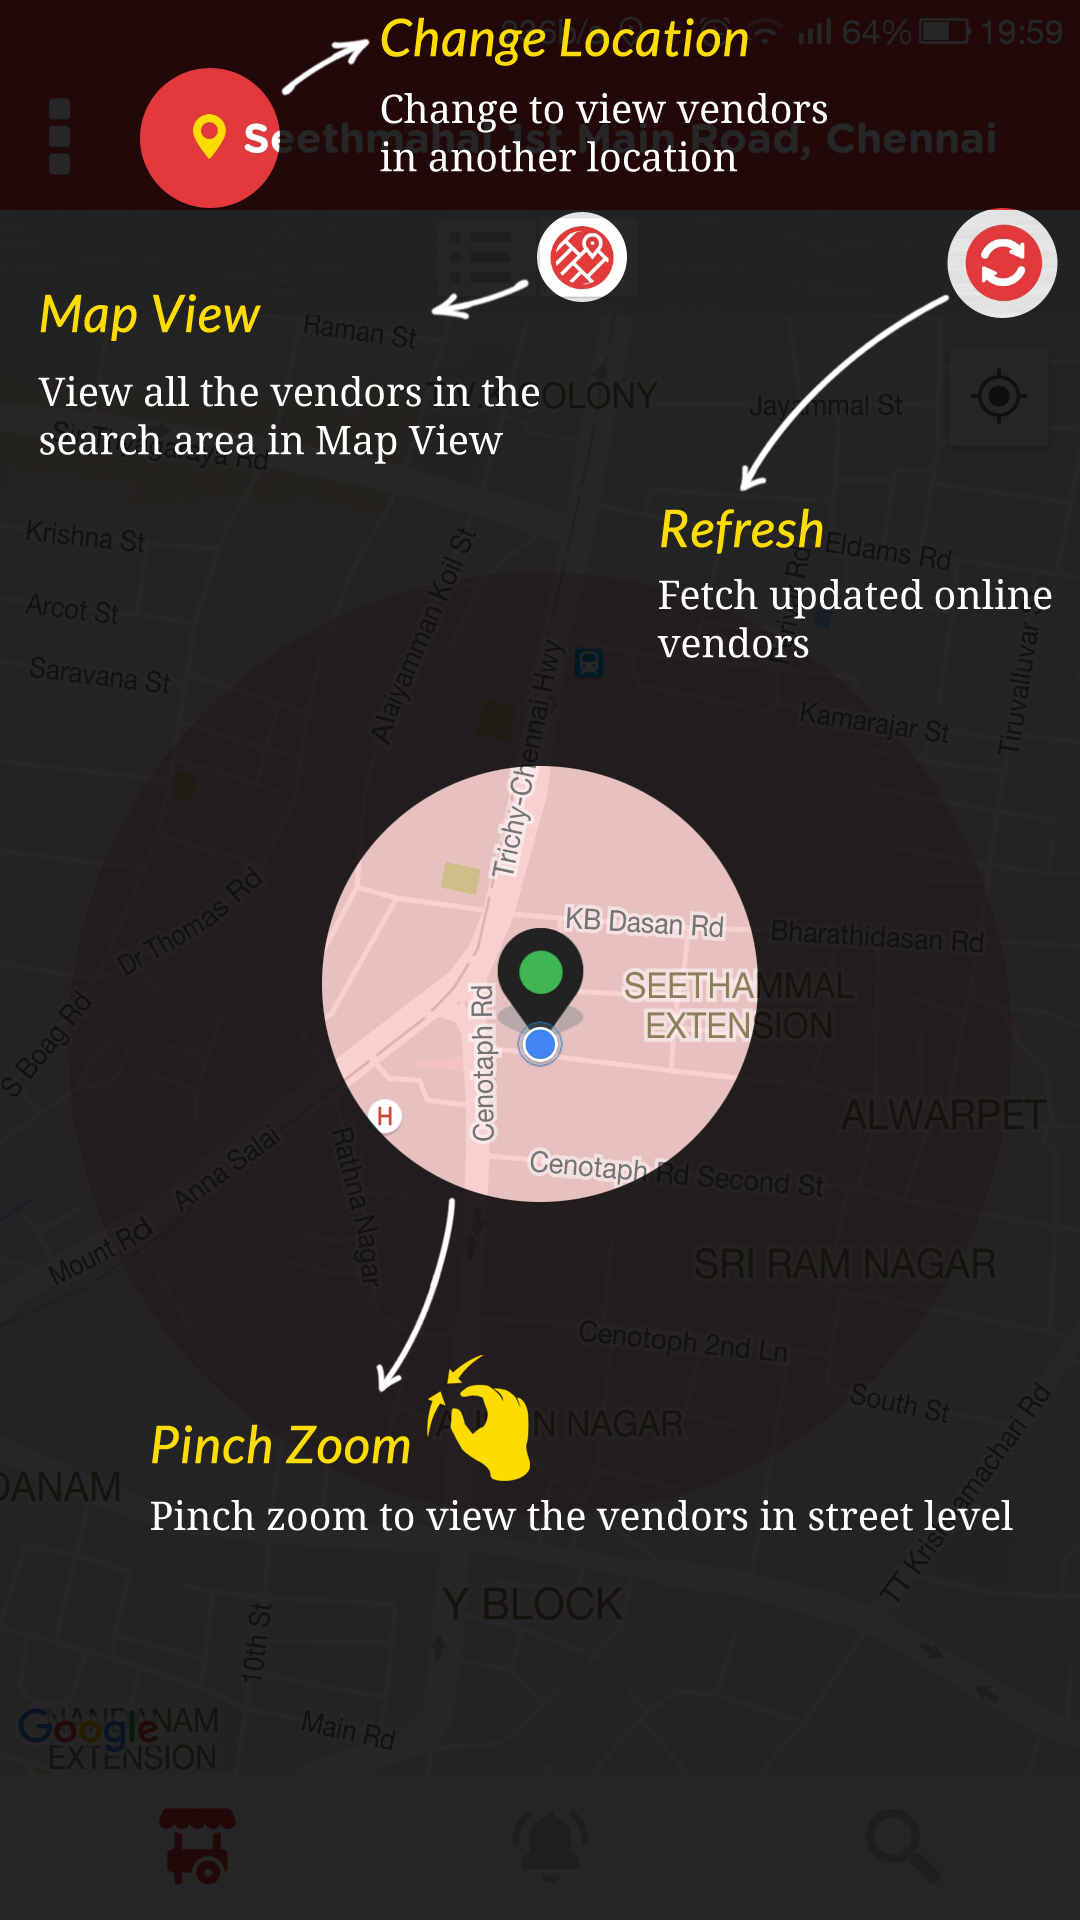 Change Location
64% 19:59
Change to view vendors
in another location
Seethmahal 1st Main Road, Chennai
Map View
Raman St
View all the vendors in the
search area in Map View
COLONY
Jayammal St
Sir Thyagaraya Rd
Refresh
Fetch updated online
vendors
Krishna St
Eldams Rd
Arcot St
Alaiyamman Koil St
Saravana St
Trichy-Chennai Hwy
Kamarajar St
Tiruvalluvar
Dr Thomas Rd
KB Dasan Rd
Bharathidasan Rd
SEETHAMMAL
EXTENSION
S Boag Rd
Cenotaph Rd
H
ALWARPET
Anna Salai
Rathna Nagar
Cenotaph Rd Second St
Mount Rd
SRI RAM NAGAR
Cenotoph 2nd Ln
South St
Pinch Zoom
NAGAR
DANAM
Pinch zoom to view the vendors in street level
Y BLOCK
10th St
Google
NANDANAM
EXTENSION
Main Rd